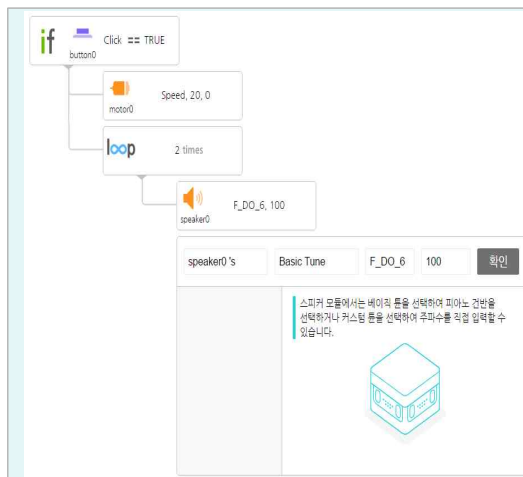 if
Click == TRUE
button0
Speed, 20, 0
motor0
loop
2 times
F_DO_6, 100
speaker0
speaker0 's
Basic Tune
F_DO_6
100
확인
스피커 모듈에서는 베이직 튠을 선택하여 피아노 건반을
선택하거나 커스텀 튠을 선택하여 주파수를 직접 입력할 수
있습니다.